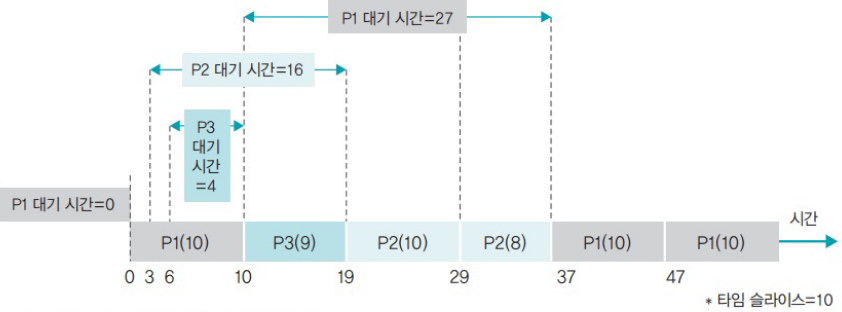 P1 대기 시간=27
P2 대기 시간=16
P3
대기
시간
=4
P1 대기 시간=0
P1(10) P3(9) P2(10) P2(8) P1(10) P1(10) 시간
0 3 6 10 19 29 37 47
* 타임 슬라이스=10